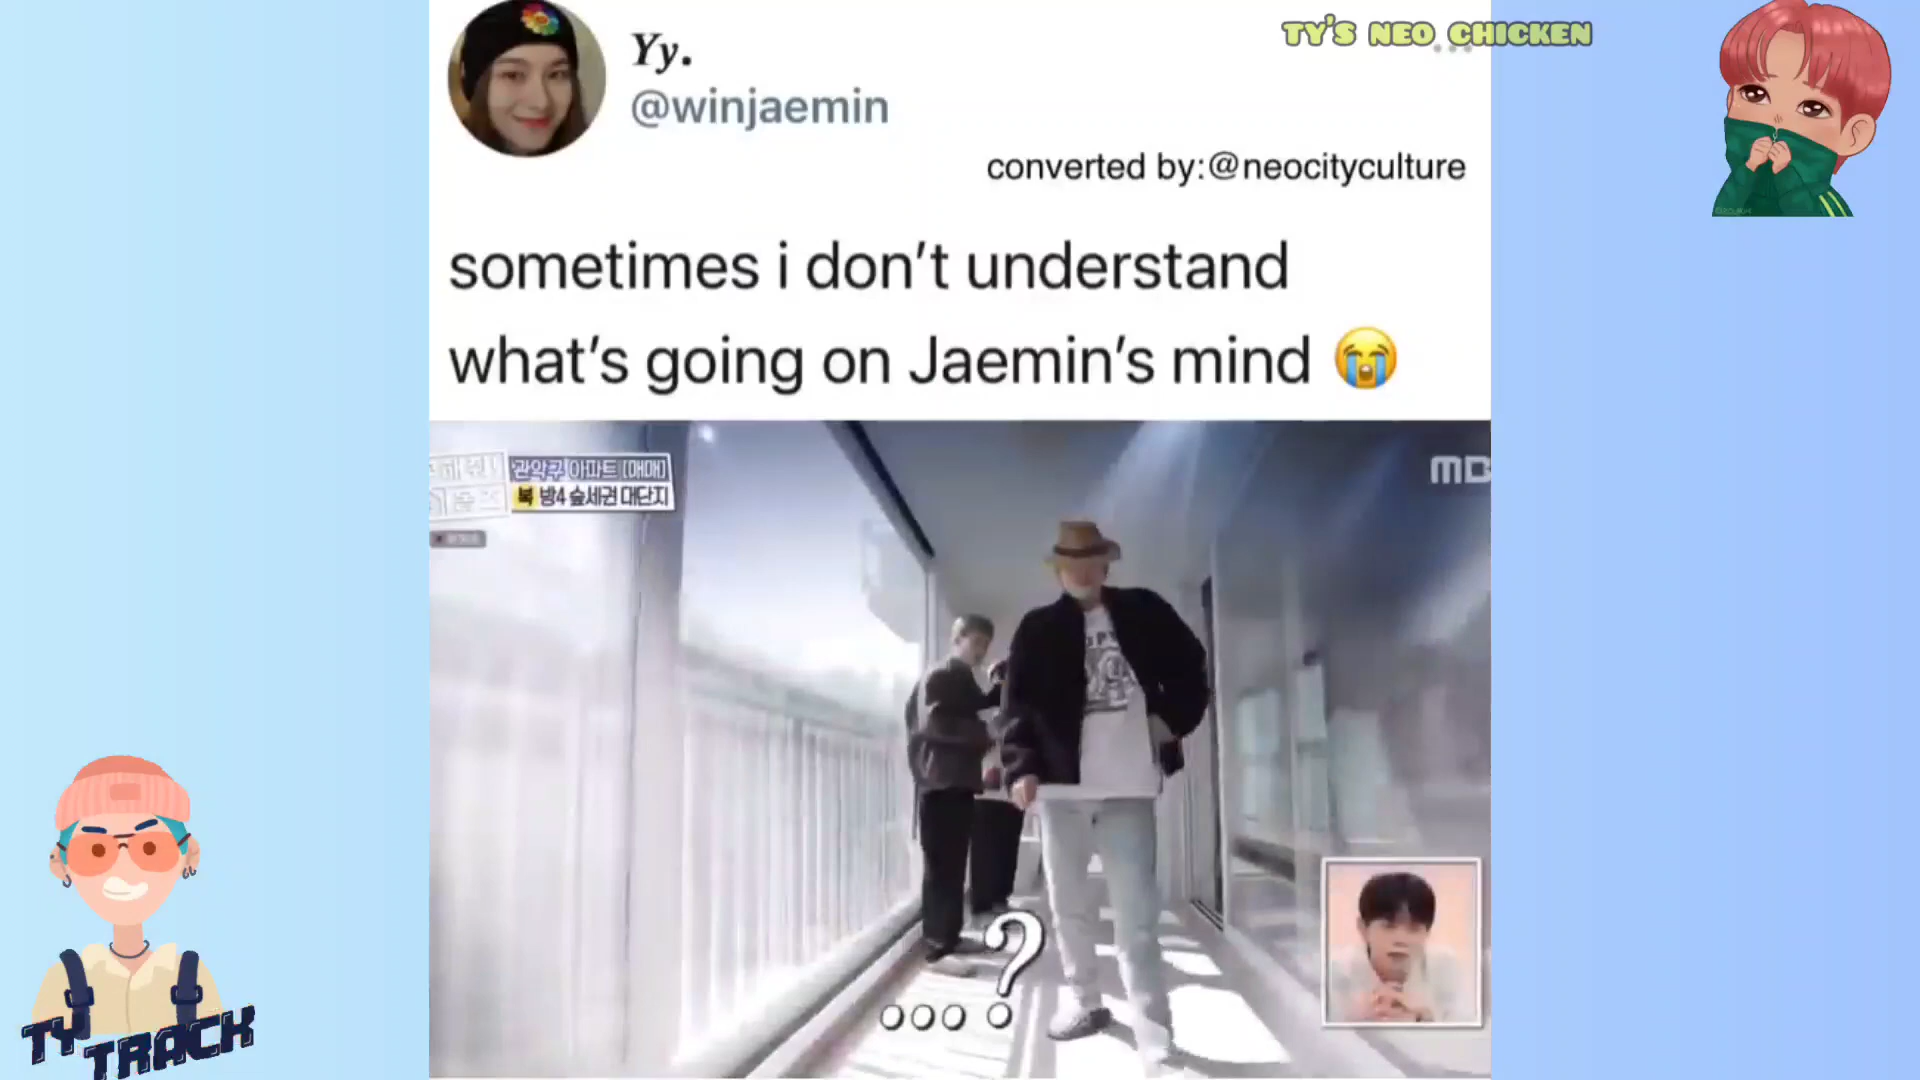 TY'S NEO CHICKEN
Yy.
@winjaemin
converted by:@neocityculture
sometimes i don't understand
what's going on Jaemin's mind 😭
관악구 아파트 (매매)
복 방4 숲세권 대단지
MB
...?
TY TRACK